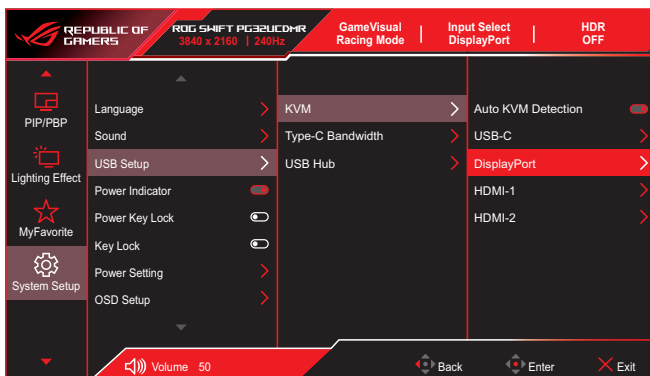 REPUBLIC OF
GAMERS
ROG SWIFT PG32UCDMR
3840 x 2160 | 240Hz
GameVisual
Racing Mode
Input Select
DisplayPort
HDR
OFF
PIP/PBP
Lighting Effect
MyFavorite
System Setup
Language
Sound
USB Setup
Power Indicator
Power Key Lock
Key Lock
Power Setting
OSD Setup
KVM
Type-C Bandwidth
USB Hub
Auto KVM Detection
USB-C
DisplayPort
HDMI-1
HDMI-2
Volume 50
Back
Enter
Exit